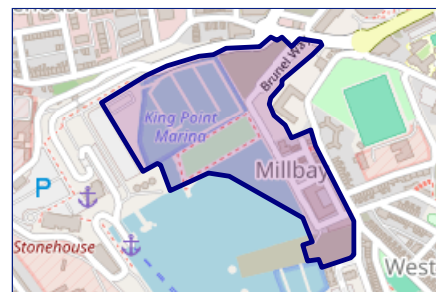 Brunel Way
King Point
Marina
Millbay
P
Stonehouse
West